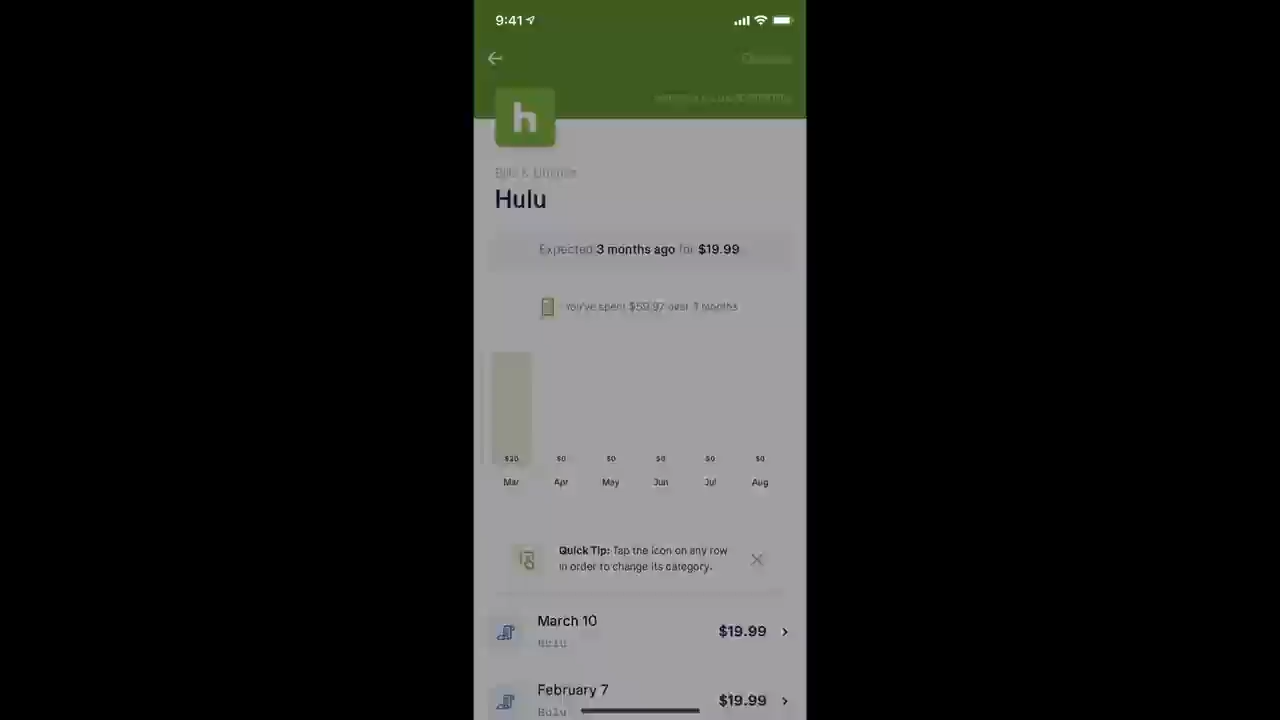 9:41
h
Bills & Utilities
Hulu
Expected 3 months ago for $19.99
You've spent $59.97 over
months
$20 $0 $0 $0 $0 $0
Mar Apr May Jun Jul Aug
Quick Tip: Tap the icon on any row
in order to change its category.
March 10
$19.99
Hulu
February 7
$19.99
Hulu